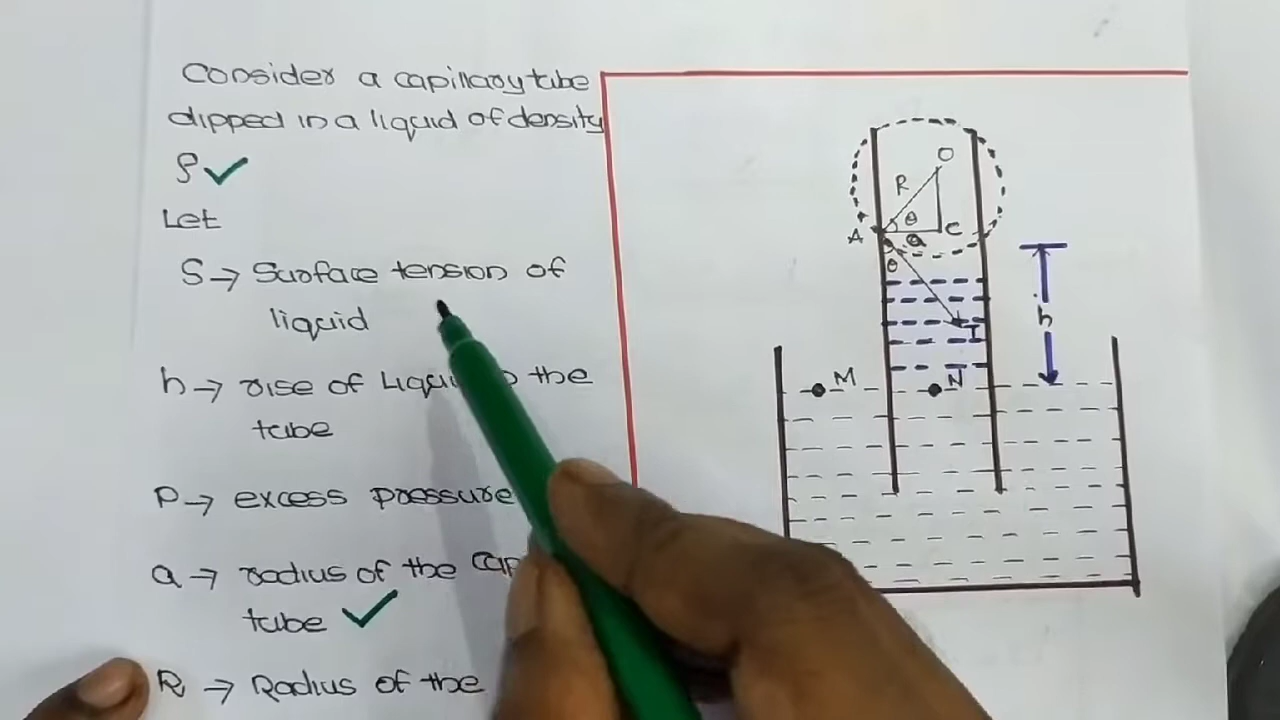 Consider a capillary tube
dipped in a liquid of density
ρ
Let
S → Surface tension of
liquid
h → rise of the
tube
P → excess pressure
a → radius of the
tube
R → Radius of the
O
R
θ
A
a
C
θ
T
h
M
N